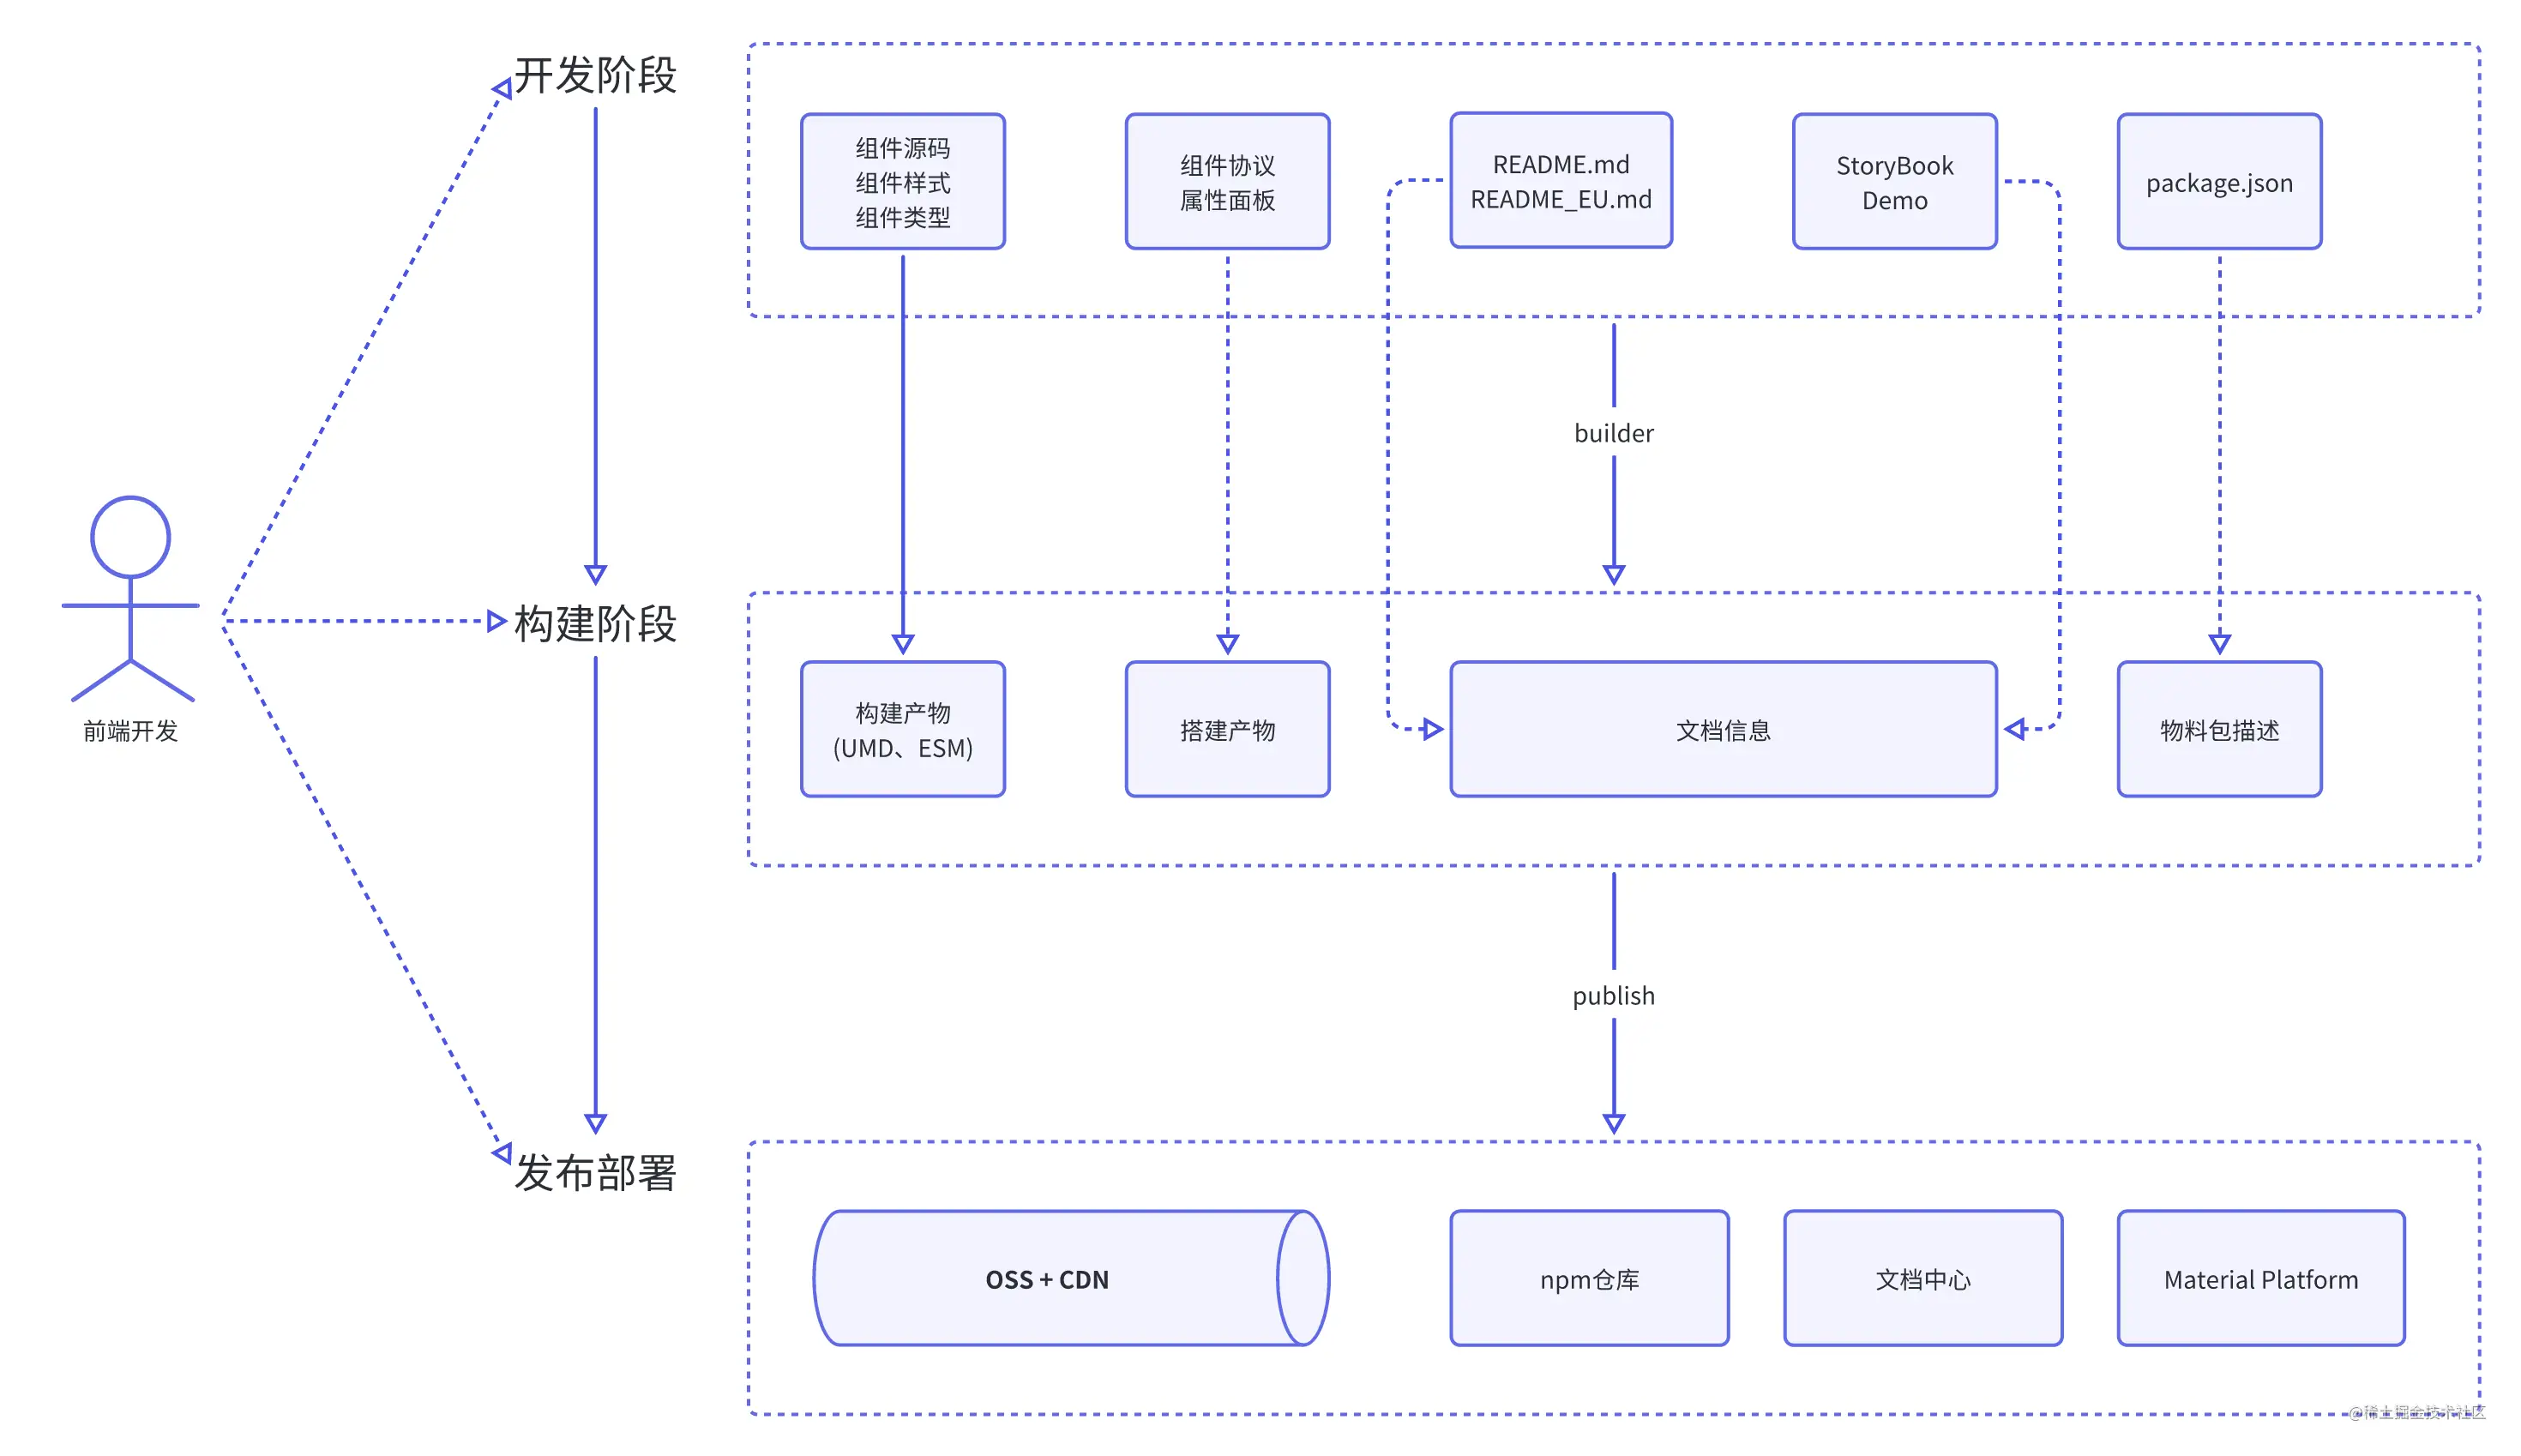 开发阶段
组件源码
组件样式
组件类型
组件协议
属性面板
README.md
README_EU.md
StoryBook
Demo
package.json
builder
前端开发
构建阶段
构建产物
(UMD、ESM)
搭建产物
文档信息
物料包描述
publish
发布部署
OSS + CDN
npm仓库
文档中心
Material Platform
@稀土掘金技术社区